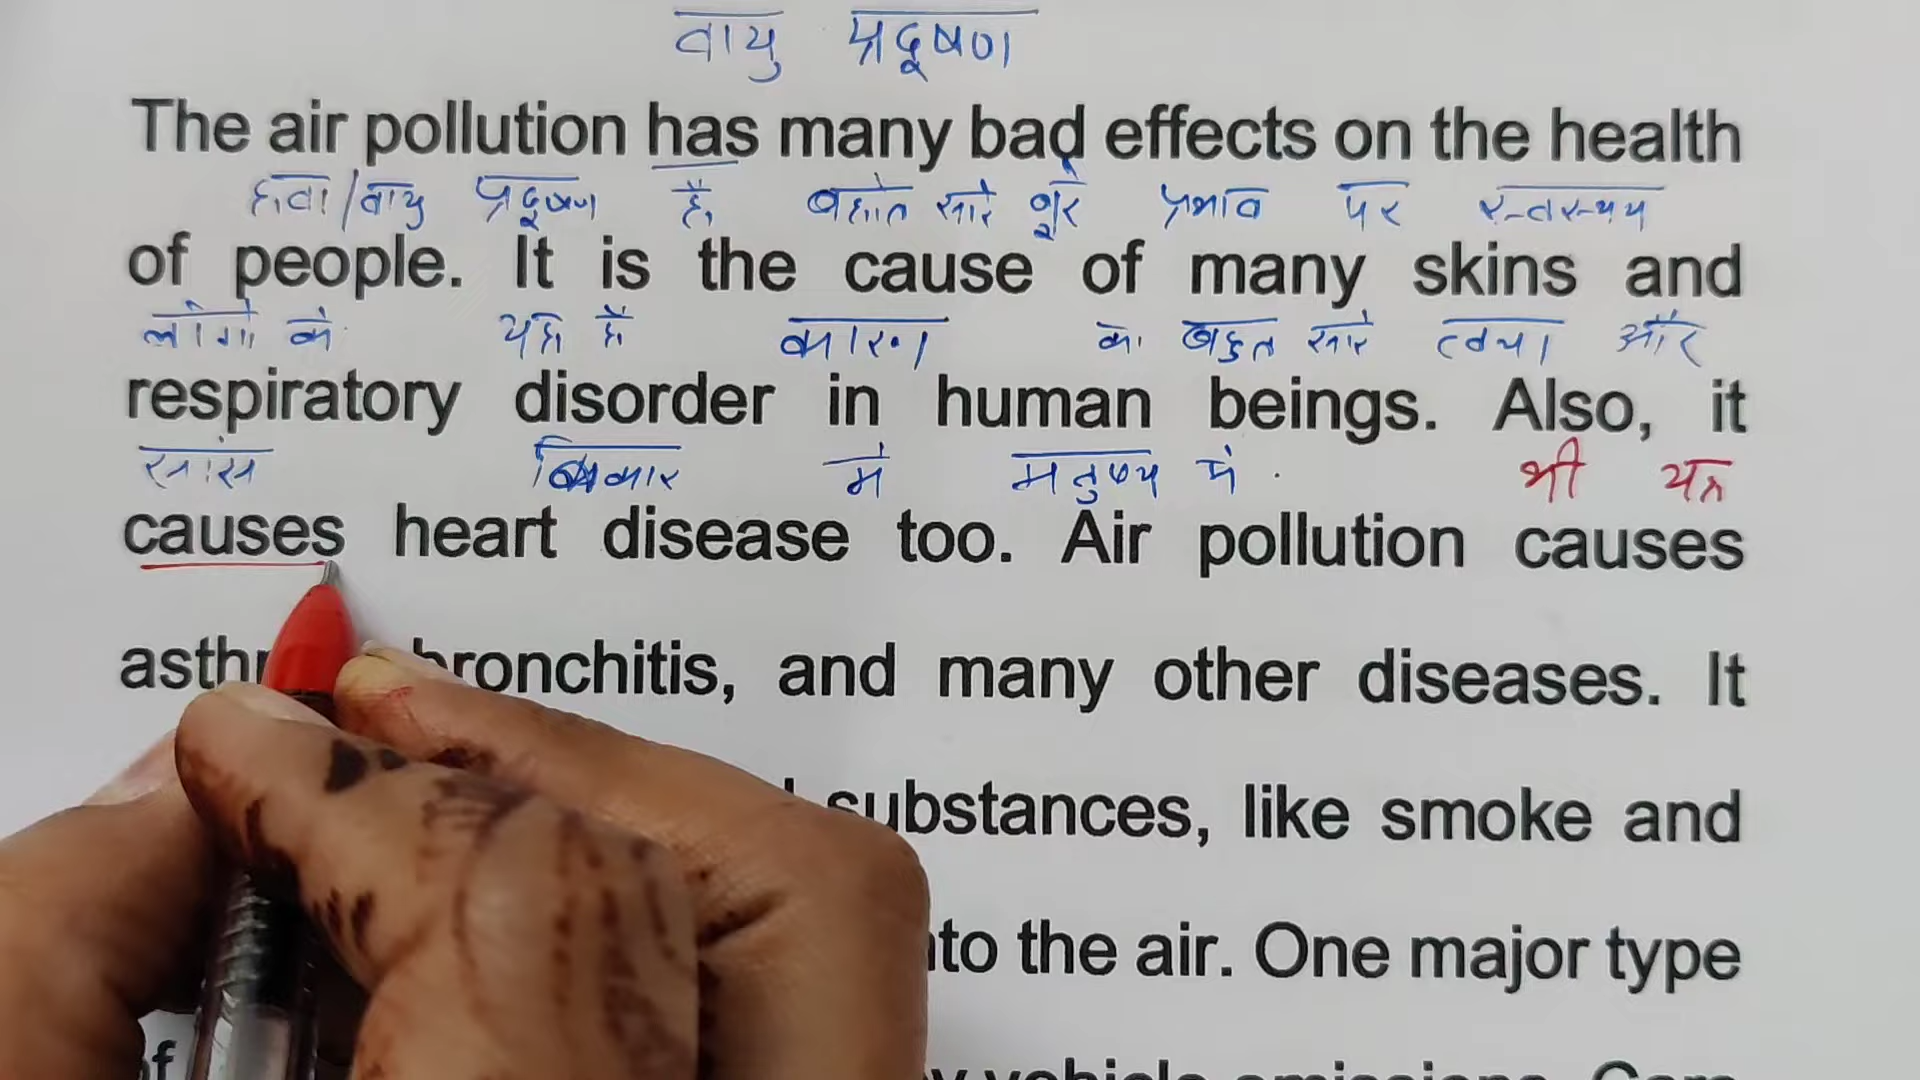 वायु प्रदूषण
The air pollution has many bad effects on the health
हवा/वायु प्रदूषण है, बहोत सारे बूरे प्रभाव पर
of people. It is the cause of many skins and
लोगो के यह है कारण का बहुत सारे त्वचा और
respiratory disorder in human beings. Also, it
सांस विकार में मनुष्य में. भी यह
causes heart disease too. Air pollution causes
bronchitis, and many other diseases. It
substances, like smoke and
the air. One major type
vehicle emissions.